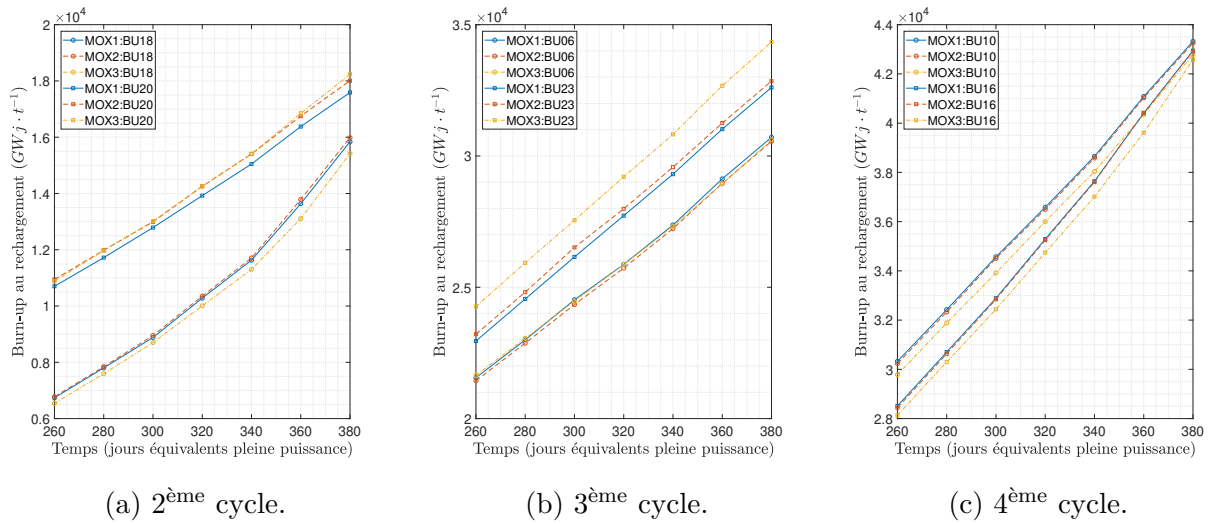 ×10⁴
2
1.8
1.6
1.4
1.2
1
0.8
0.6
260 280 300 320 340 360 380
MOX1:BU18
MOX2:BU18
MOX3:BU18
MOX1:BU20
MOX2:BU20
MOX3:BU20
Burn-up au rechargement (GWj · t⁻¹)
Temps (jours équivalents pleine puissance)
(a) 2ème cycle.
×10⁴
3.5
3
2.5
2
260 280 300 320 340 360 380
MOX1:BU06
MOX2:BU06
MOX3:BU06
MOX1:BU23
MOX2:BU23
MOX3:BU23
Burn-up au rechargement (GWj · t⁻¹)
Temps (jours équivalents pleine puissance)
(b) 3ème cycle.
×10⁴
4.4
4.2
4
3.8
3.6
3.4
3.2
3
2.8
260 280 300 320 340 360 380
MOX1:BU10
MOX2:BU10
MOX3:BU10
MOX1:BU16
MOX2:BU16
MOX3:BU16
Burn-up au rechargement (GWj · t⁻¹)
Temps (jours équivalents pleine puissance)
(c) 4ème cycle.